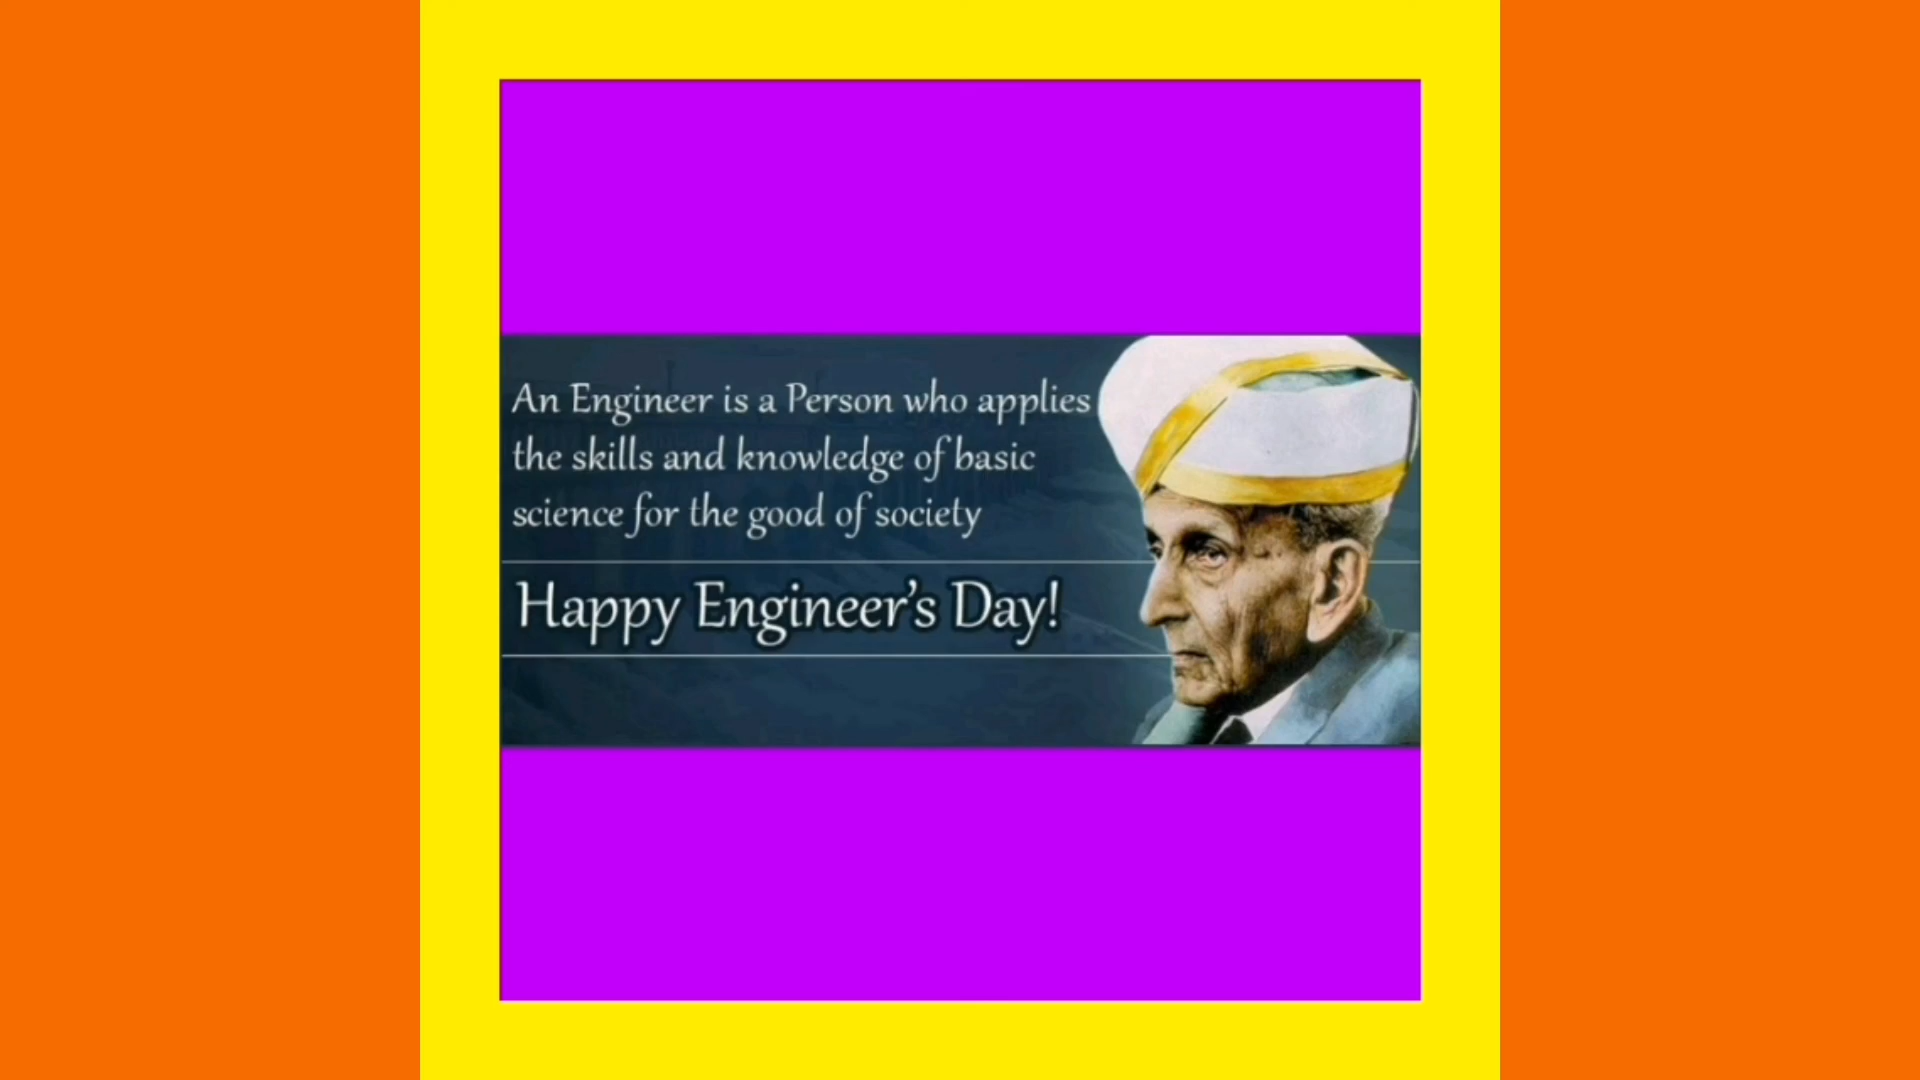 An Engineer is a Person who applies
the skills and knowledge of basic
science for the good of society
Happy Engineer's Day!